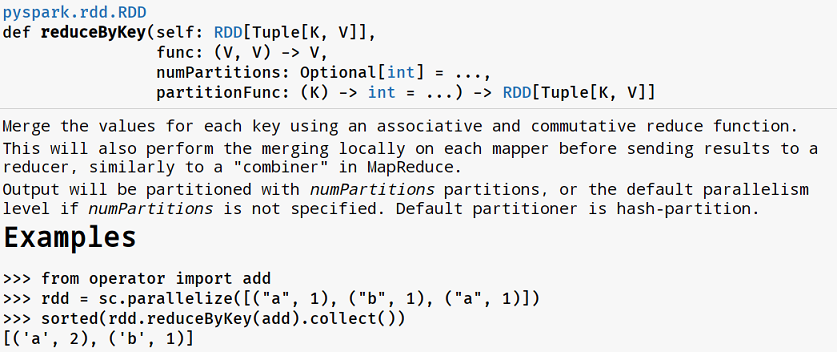 pyspark.rdd.RDD
def reduceByKey(self: RDD[Tuple[K, V]],
func: (V, V) -> V,
numPartitions: Optional[int] = ...,
partitionFunc: (K) -> int = ...) -> RDD[Tuple[K, V]]
Merge the values for each key using an associative and commutative reduce function.
This will also perform the merging locally on each mapper before sending results to a
reducer, similarly to a "combiner" in MapReduce.
Output will be partitioned with numPartitions partitions, or the default parallelism
level if numPartitions is not specified. Default partitioner is hash-partition.
Examples
>>> from operator import add
>>> rdd = sc.parallelize([("a", 1), ("b", 1), ("a", 1)])
>>> sorted(rdd.reduceByKey(add).collect())
[('a', 2), ('b', 1)]